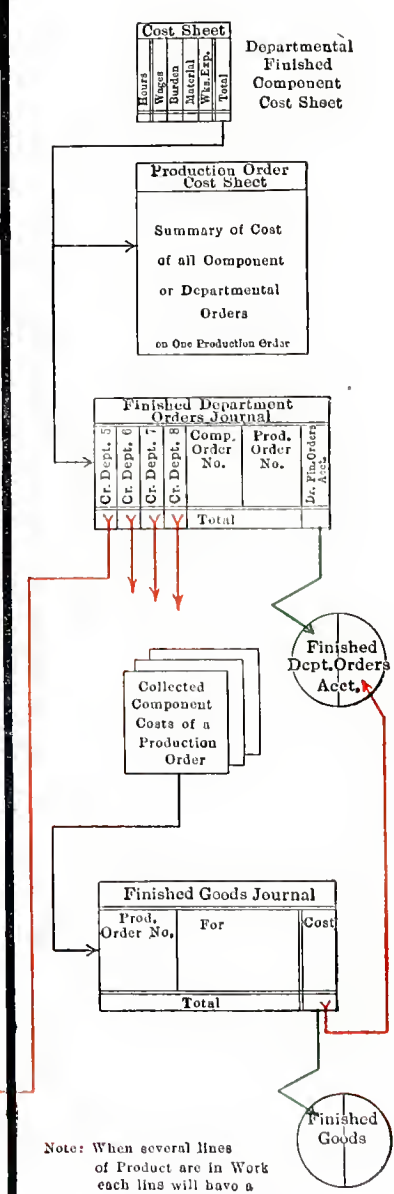 Cost Sheet
Hours
Wages
Burden
Material
Wks. Exp.
Total
Departmental
Finished
Component
Cost Sheet
Production Order
Cost Sheet
Summary of Cost
of all Component
or Departmental
Orders
on One Production Order
Finished Department
Orders Journal
Cr. Dept. 5
Cr. Dept. 6
Cr. Dept. 7
Cr. Dept. 8
Comp.
Order
No.
Prod.
Order
No.
Dr. Fin. Orders
Acct.
Total
Finished
Dept. Orders
Acct.
Collected
Component
Costs of a
Production
Order
Finished Goods Journal
Prod.
Order No.
For
Cost
Total
Finished
Goods
Note: When several lines
of Product are in Work
each line will have a